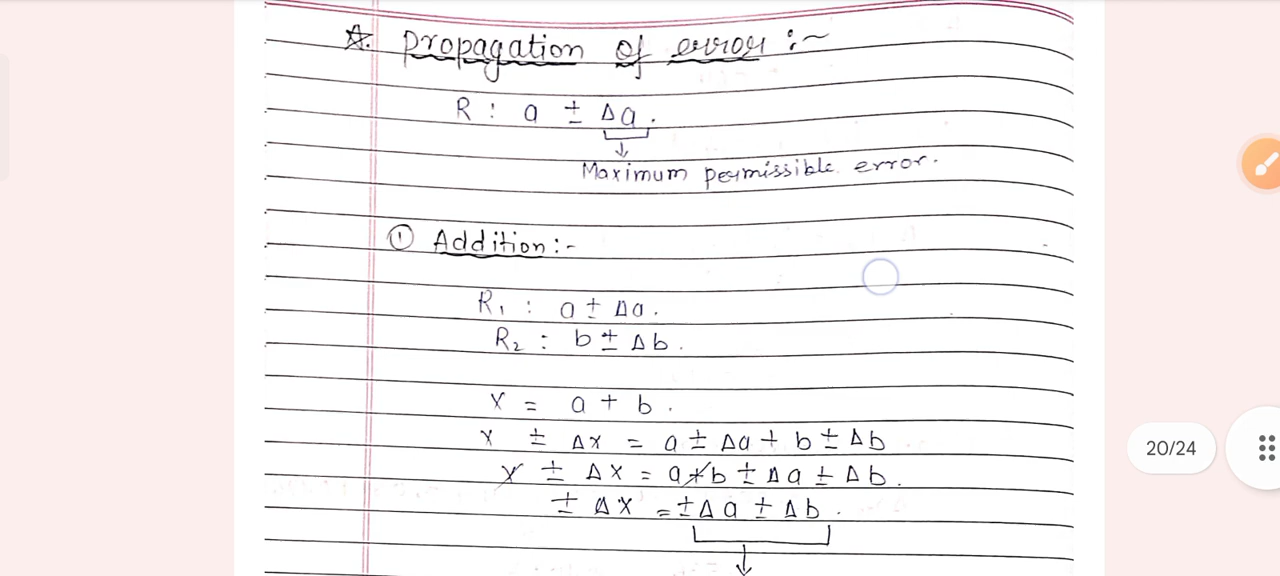 ☆. propagation of error :~
R : a ± Δa.
Maximum permissible error.
① Addition :-
R₁ : a ± Δa.
R₂ : b ± Δb.
X = a + b.
X ± ΔX = a ± Δa + b ± Δb
X ± ΔX = a+b ± Δa ± Δb.
± ΔX = ± Δa ± Δb.
20/24